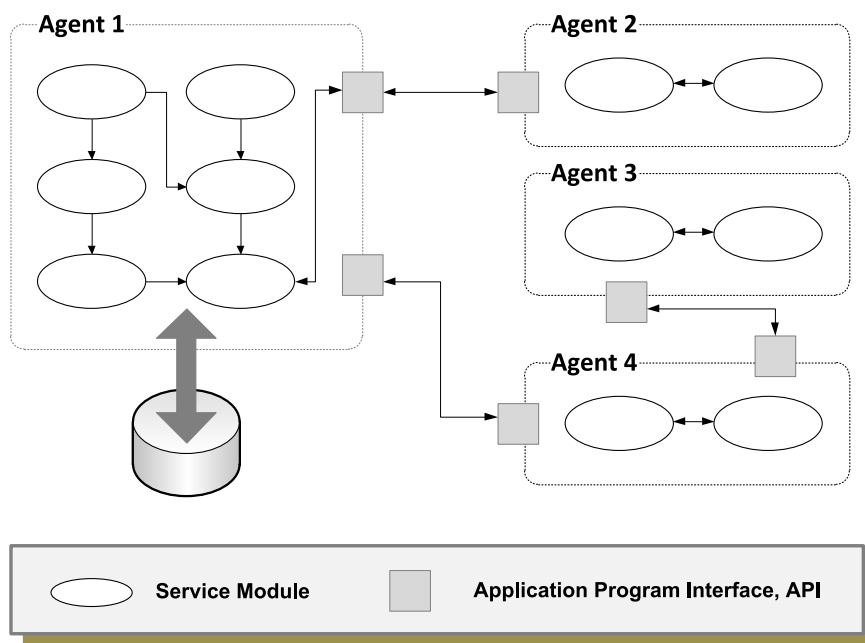 Agent 1
Agent 2
Agent 3
Agent 4
Service Module
Application Program Interface, API